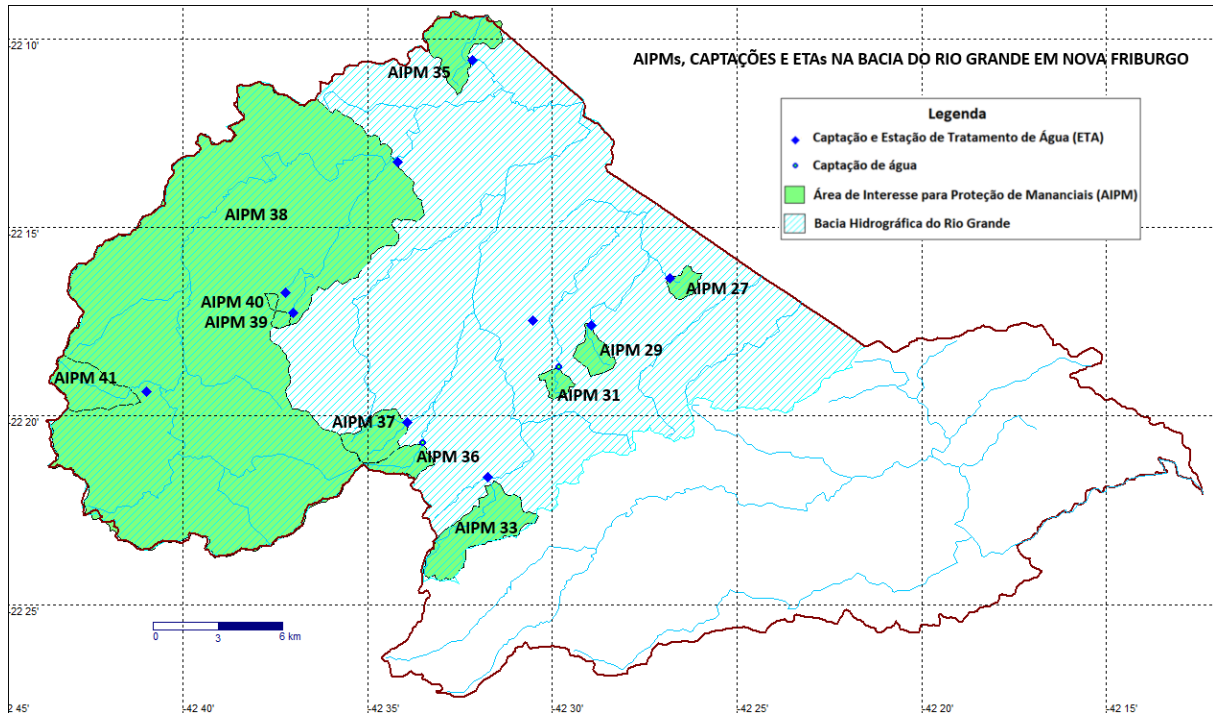 -22 10'
AIPMs, CAPTAÇÕES E ETAs NA BACIA DO RIO GRANDE EM NOVA FRIBURGO
AIPM 35
Legenda
Captação e Estação de Tratamento de Água (ETA)
Captação de água
Área de Interesse para Proteção de Mananciais (AIPM)
Bacia Hidrográfica do Rio Grande
AIPM 38
-22 15'
AIPM 40
AIPM 39
AIPM 27
AIPM 29
AIPM 41
AIPM 31
-22 20'
AIPM 37
AIPM 36
AIPM 33
-22 25'
0 3 6 km
2 45' -42 40' -42 35' -42 30' -42 25' -42 20' -42 15'